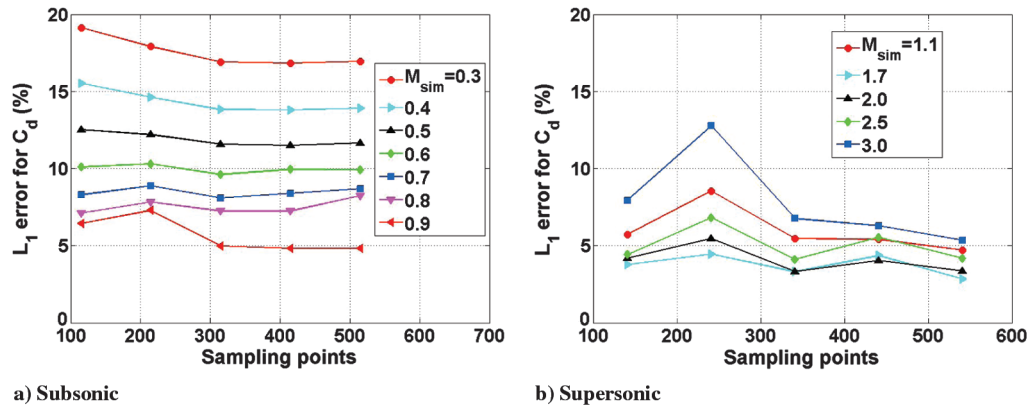 20
15
10
5
0
100 200 300 400 500 600 700
L1 error for Cd (%)
Sampling points
Msim=0.3
0.4
0.5
0.6
0.7
0.8
0.9
a) Subsonic
20
15
10
5
0
100 200 300 400 500 600
L1 error for Cd (%)
Sampling points
Msim=1.1
1.7
2.0
2.5
3.0
b) Supersonic